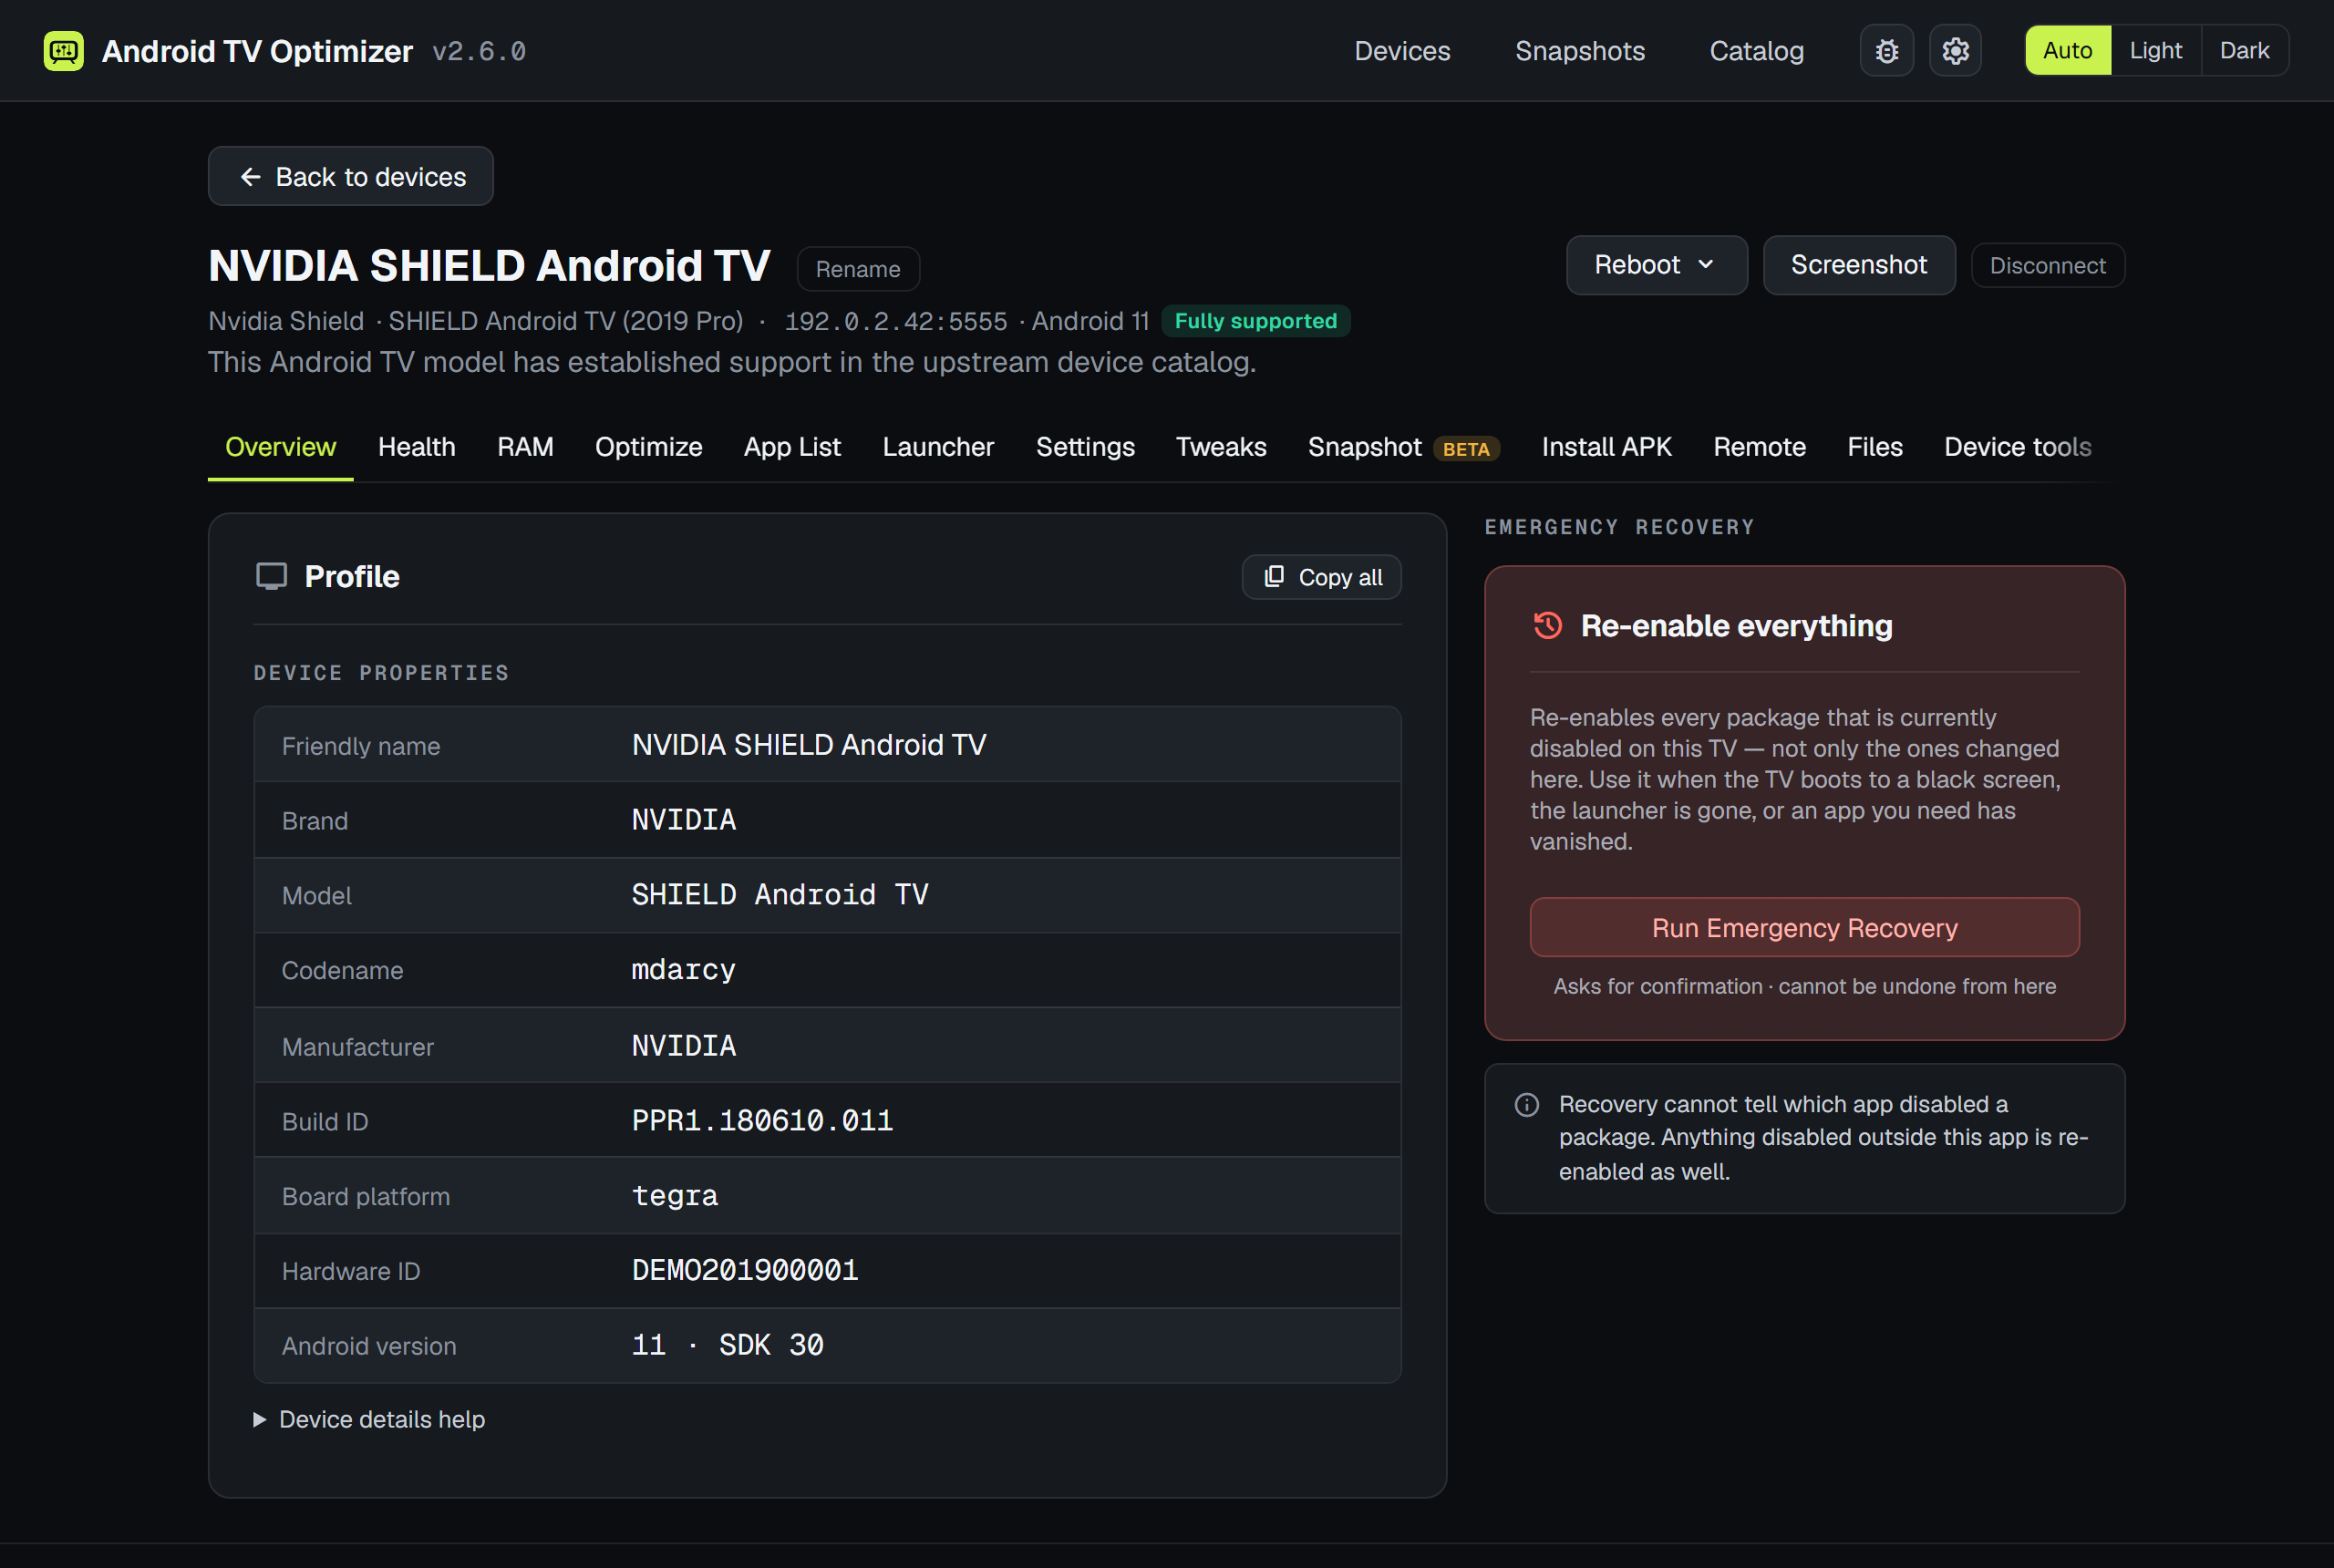 Android TV Optimizer v2.6.0
Devices Snapshots Catalog Auto Light Dark
← Back to devices
NVIDIA SHIELD Android TV Rename
Reboot Screenshot Disconnect
Nvidia Shield · SHIELD Android TV (2019 Pro) · 192.0.2.42:5555 · Android 11 Fully supported
This Android TV model has established support in the upstream device catalog.
Overview Health RAM Optimize App List Launcher Settings Tweaks Snapshot BETA Install APK Remote Files Device tools
Profile
Copy all
DEVICE PROPERTIES
Friendly name NVIDIA SHIELD Android TV
Brand NVIDIA
Model SHIELD Android TV
Codename mdarcy
Manufacturer NVIDIA
Build ID PPR1.180610.011
Board platform tegra
Hardware ID DEMO201900001
Android version 11 · SDK 30
Device details help
EMERGENCY RECOVERY
Re-enable everything
Re-enables every package that is currently
disabled on this TV — not only the ones changed
here. Use it when the TV boots to a black screen,
the launcher is gone, or an app you need has
vanished.
Run Emergency Recovery
Asks for confirmation · cannot be undone from here
Recovery cannot tell which app disabled a
package. Anything disabled outside this app is re-
enabled as well.